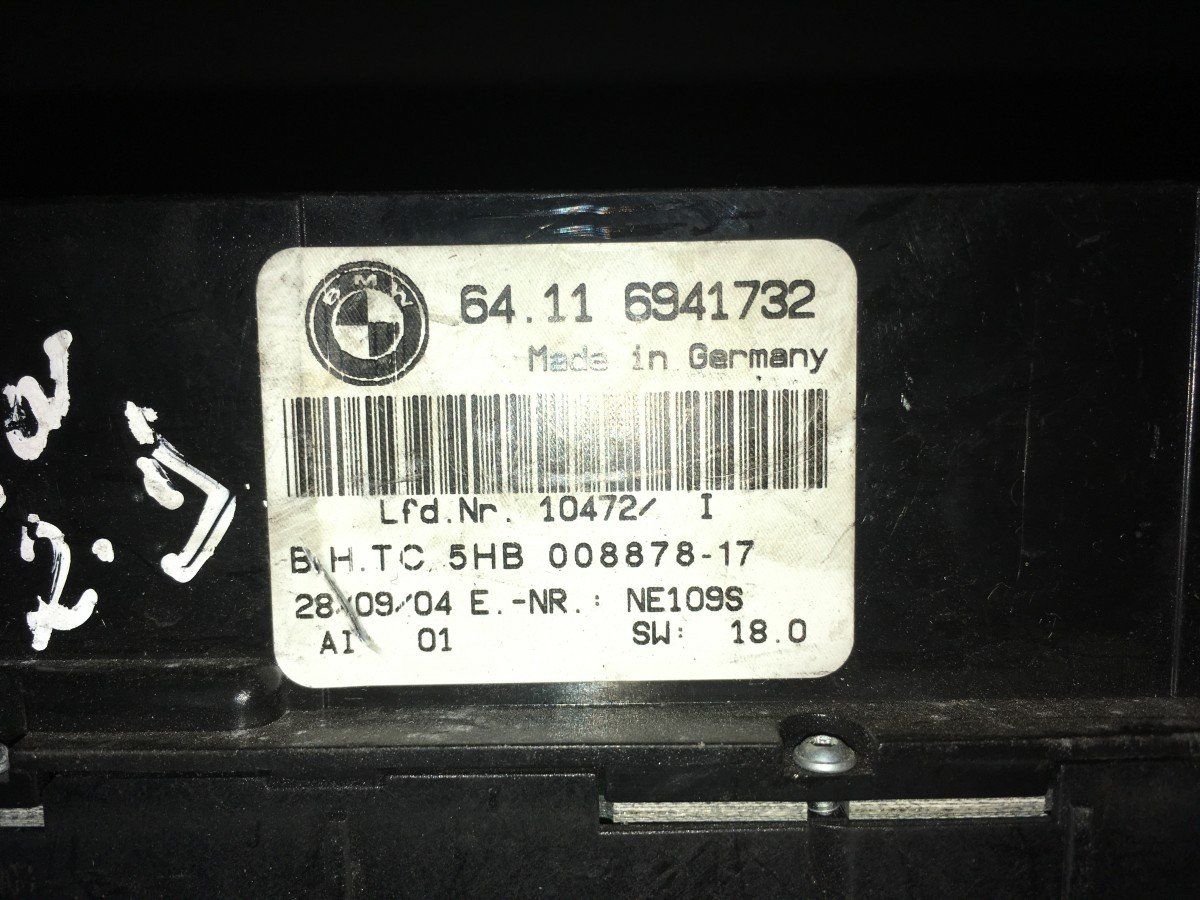 BMW
64.11 6941732
Made in Germany
Lfd.Nr. 10472/ I
B.H.TC 5HB 008878-17
28/09/04 E.-NR.: NE109S
AI 01 SW: 18.0